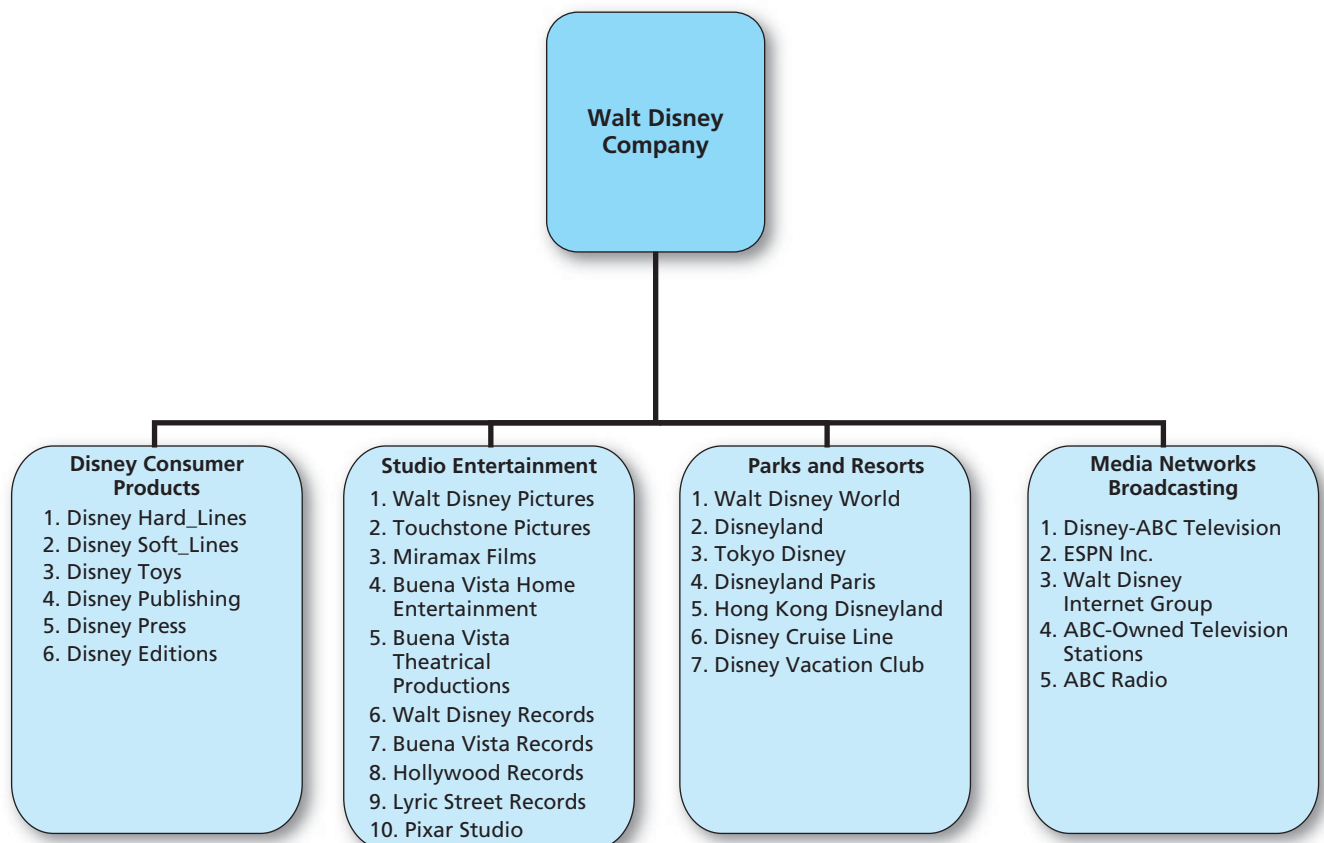 Walt Disney
Company
Disney Consumer
Products
1. Disney Hard_Lines
2. Disney Soft_Lines
3. Disney Toys
4. Disney Publishing
5. Disney Press
6. Disney Editions
Studio Entertainment
1. Walt Disney Pictures
2. Touchstone Pictures
3. Miramax Films
4. Buena Vista Home
Entertainment
5. Buena Vista
Theatrical
Productions
6. Walt Disney Records
7. Buena Vista Records
8. Hollywood Records
9. Lyric Street Records
10. Pixar Studio
Parks and Resorts
1. Walt Disney World
2. Disneyland
3. Tokyo Disney
4. Disneyland Paris
5. Hong Kong Disneyland
6. Disney Cruise Line
7. Disney Vacation Club
Media Networks
Broadcasting
1. Disney-ABC Television
2. ESPN Inc.
3. Walt Disney
Internet Group
4. ABC-Owned Television
Stations
5. ABC Radio